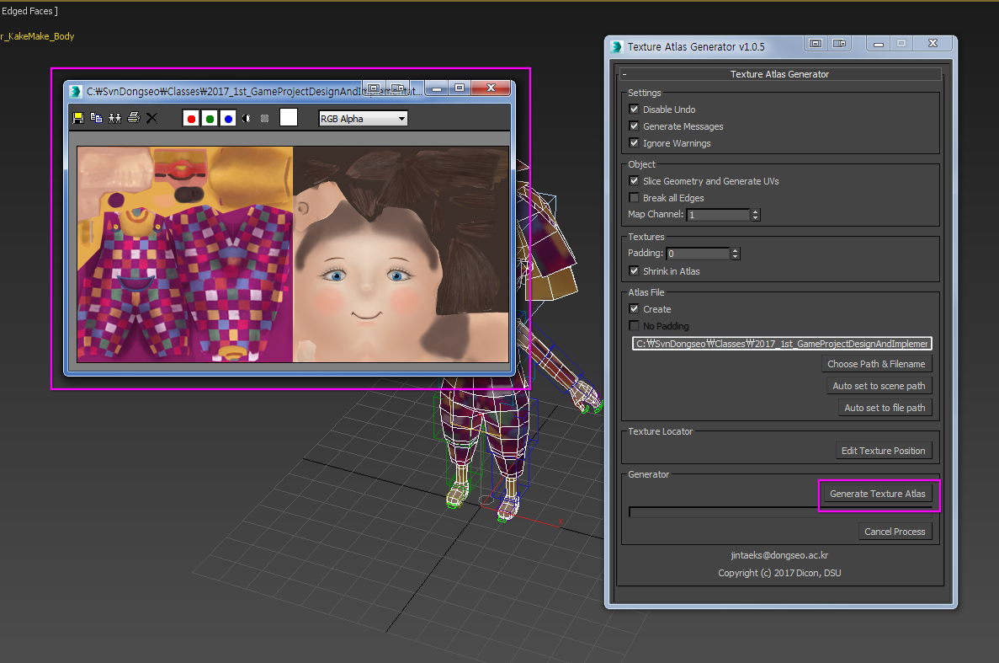 Edged Faces ]
r_KakeMake_Body
C:₩SvnDongseo₩Classes₩2017_1st_GameProjectDesignAndImplementat...
RGB Alpha
Texture Atlas Generator v1.0.5
- Texture Atlas Generator
Settings
Disable Undo
Generate Messages
Ignore Warnings
Object
Slice Geometry and Generate UVs
Break all Edges
Map Channel: 1
Textures
Padding: 0
Shrink in Atlas
Atlas File
Create
No Padding
C:₩SvnDongseo₩Classes₩2017_1st_GameProjectDesignAndImplemer
Choose Path & Filename
Auto set to scene path
Auto set to file path
Texture Locator
Edit Texture Position
Generator
Generate Texture Atlas
Cancel Process
jintaeks@dongseo.ac.kr
Copyright (c) 2017 Dicon, DSU
x